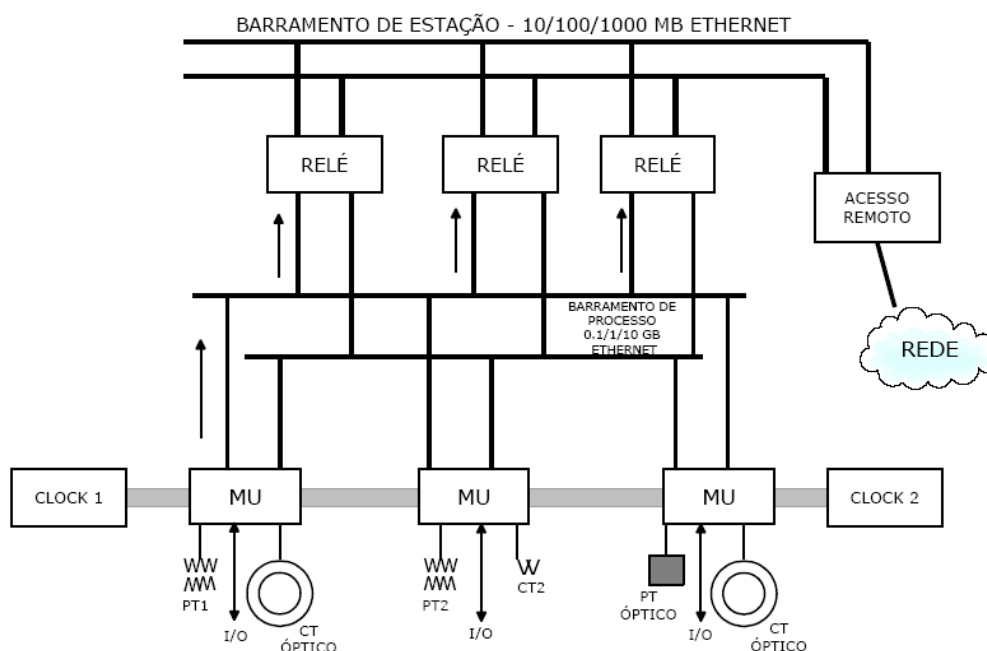 BARRAMENTO DE ESTAÇÃO - 10/100/1000 MB ETHERNET
RELÉ
RELÉ
RELÉ
ACESSO
REMOTO
BARRAMENTO DE
PROCESSO
0.1/1/10 GB
ETHERNET
REDE
CLOCK 1
MU
MU
MU
CLOCK 2
PT1
I/O
CT
ÓPTICO
PT2
I/O
CT2
PT
ÓPTICO
I/O
CT
ÓPTICO